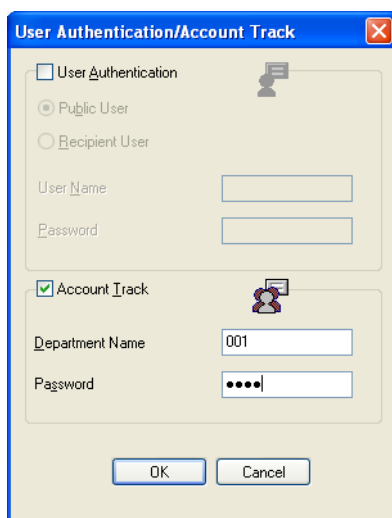 User Authentication/Account Track
User Authentication
Public User
Recipient User
User Name
Password
Account Track
Department Name 001
Password ●●●●
OK Cancel